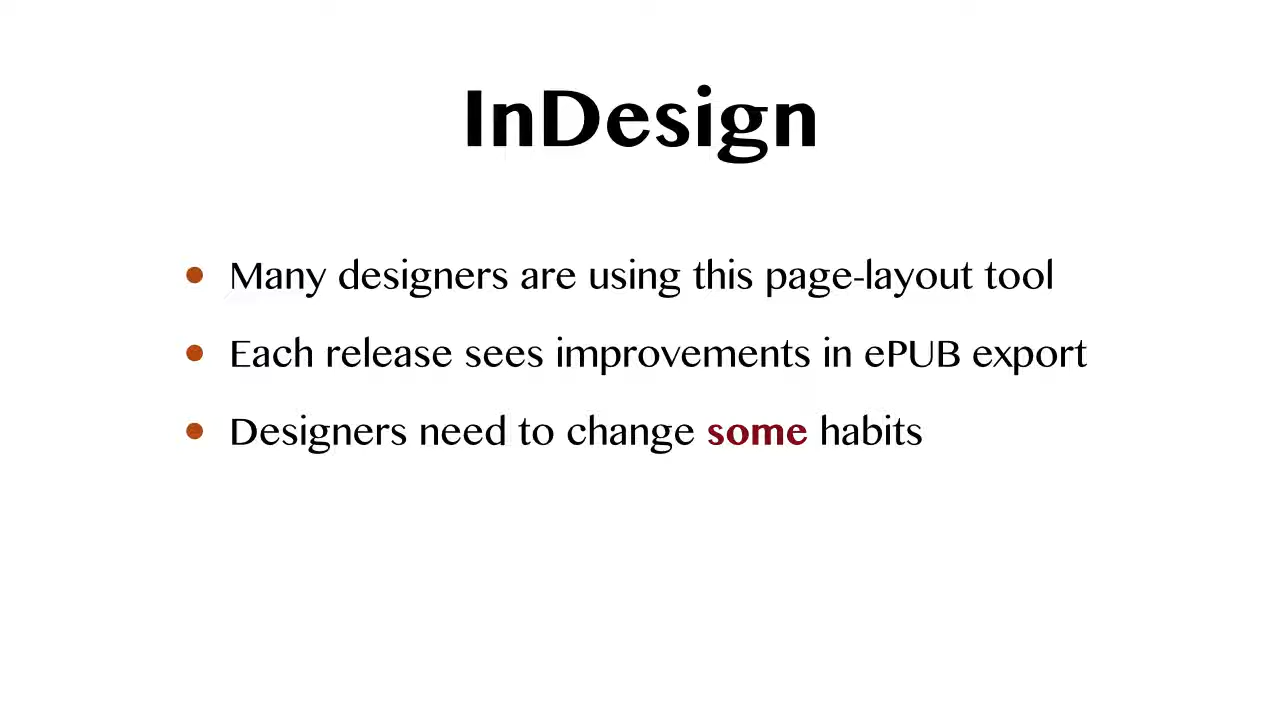 InDesign
• Many designers are using this page-layout tool
• Each release sees improvements in ePUB export
• Designers need to change some habits